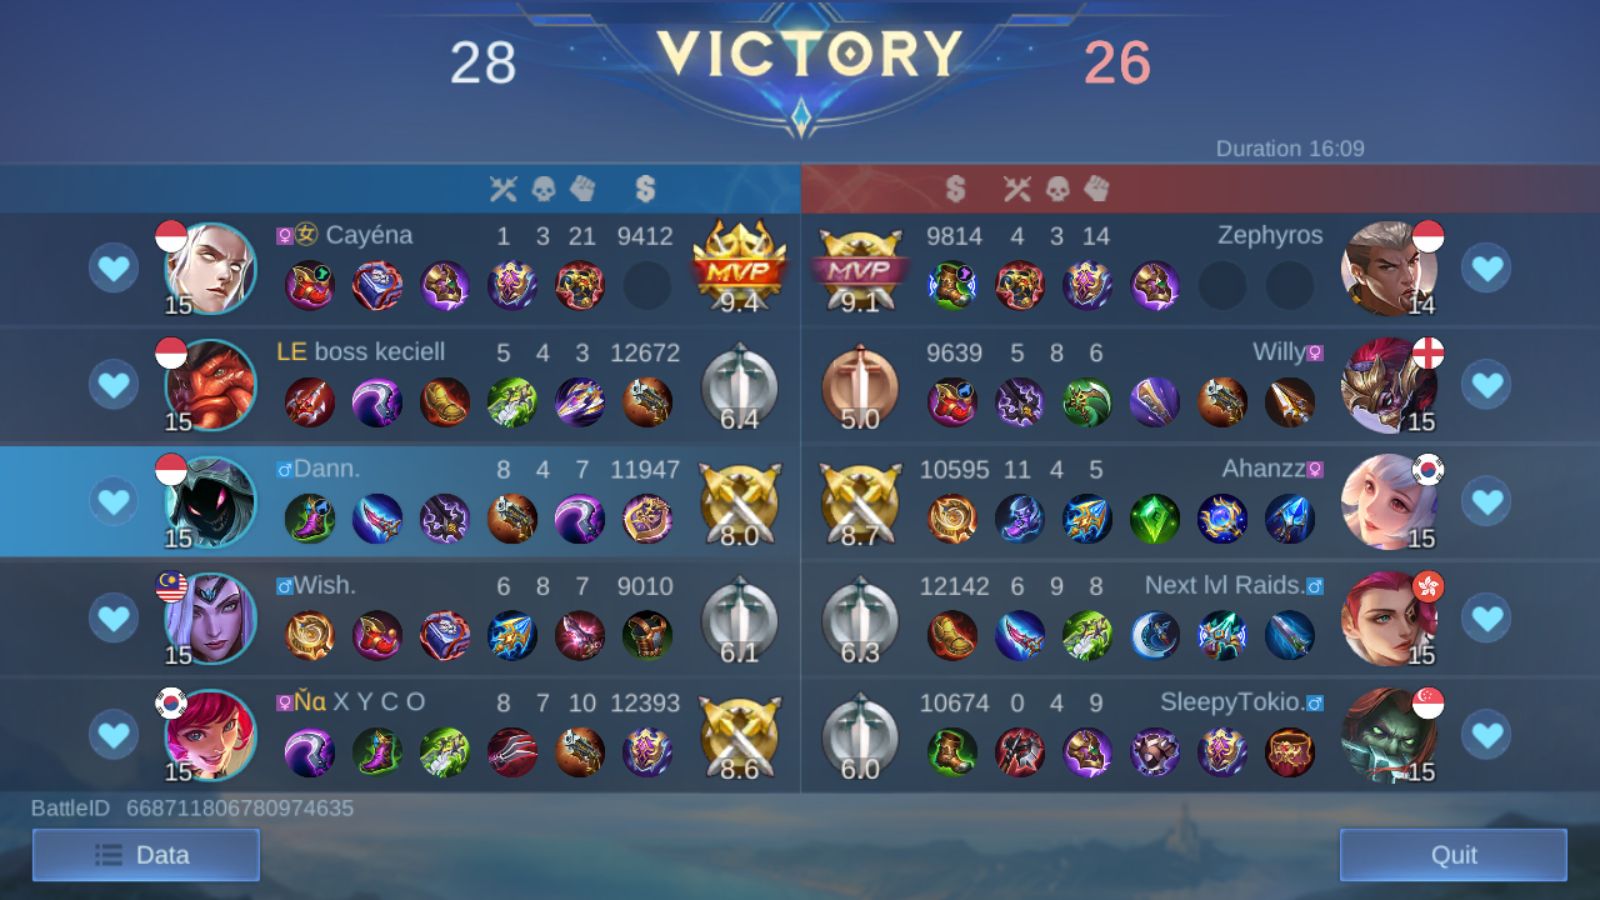 28 VICTORY 26
Duration 16:09
Cayéna 1 3 21 9412 MVP 9.4 15
MVP 9.1 9814 4 3 14 Zephyros 14
LE boss keciell 5 4 3 12672 6.4 15
5.0 9639 5 8 6 Willy 15
Dann. 8 4 7 11947 8.0 15
8.7 10595 11 4 5 Ahanzz 15
Wish. 6 8 7 9010 6.1 15
6.3 12142 6 9 8 Next lvl Raids. 15
Ňα X Y C O 8 7 10 12393 8.6 15
6.0 10674 0 4 9 SleepyTokio. 15
BattleID 668711806780974635
Data
Quit